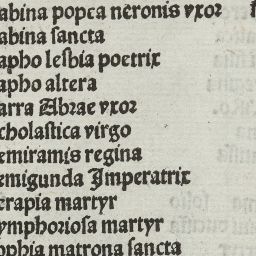 abina popea neronis vxor
abina ſancta
apho leſbia poetrix
apho altera
arra Abrae vxor
cholaſtica virgo
emiramis regina
emigunda Imperatrix
erapia martyr
ymphoꝛioſa martyr
ophia matrona ſancta